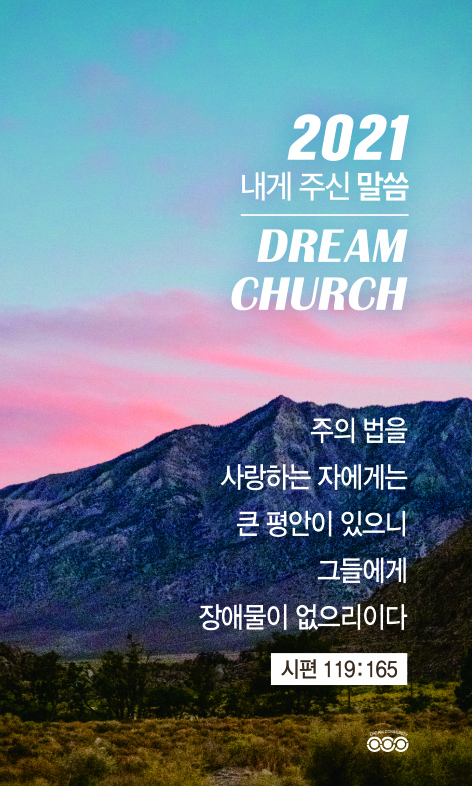 2021
내게 주신 말씀
DREAM
CHURCH
주의 법을
사랑하는 자에게는
큰 평안이 있으니
그들에게
장애물이 없으리이다
시편 119:165